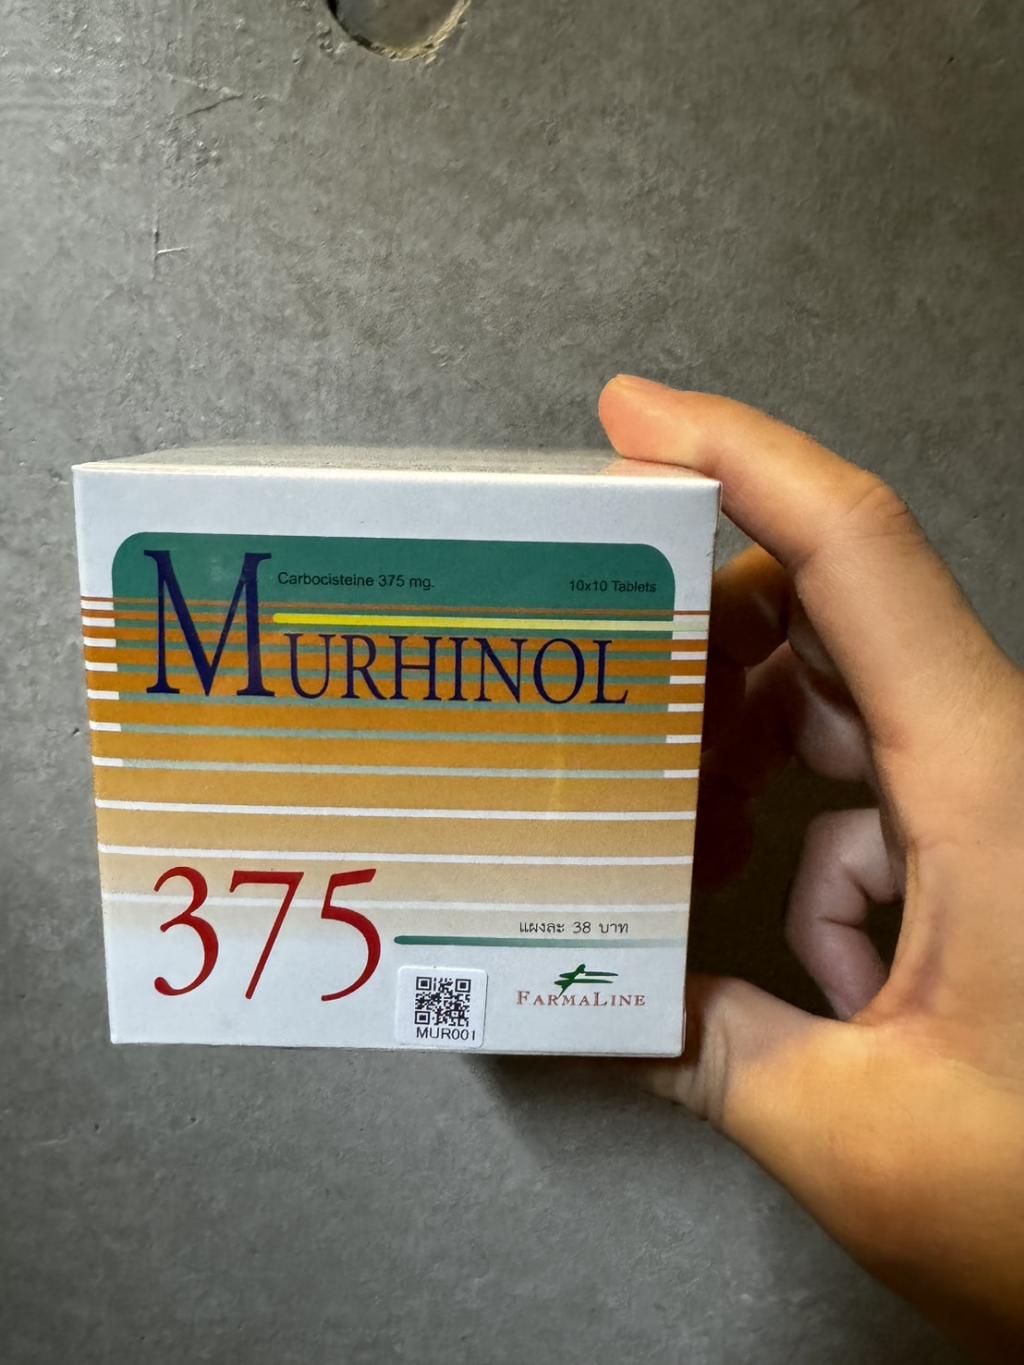 Carbocisteine 375 mg.
10x10 Tablets
MURHINOL
375
แผงละ 38 บาท
FARMALINE
MUR001